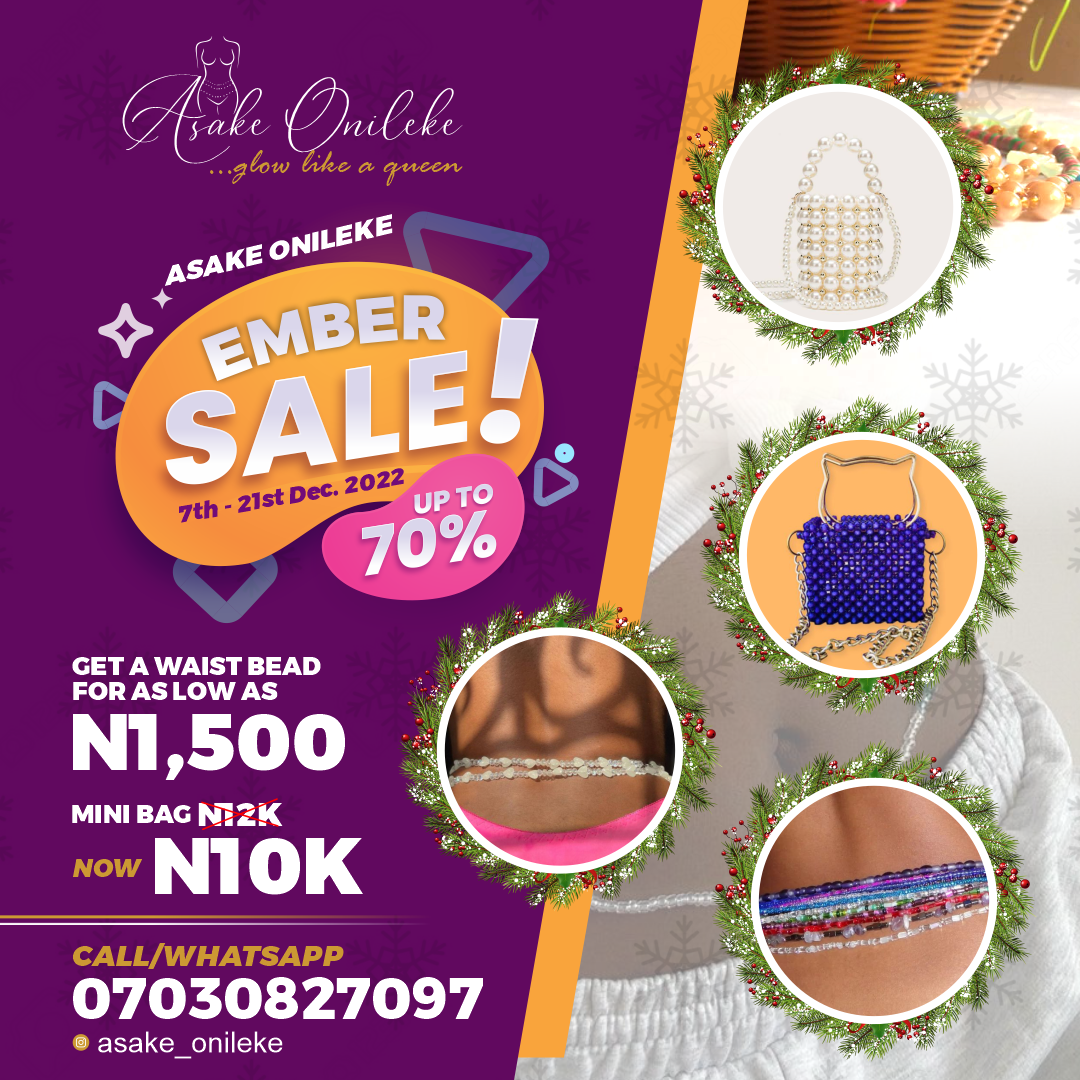 Asake Onileke
...glow like a queen
ASAKE ONILEKE
EMBER
SALE!
7th - 21st Dec. 2022
UP TO
70%
GET A WAIST BEAD
FOR AS LOW AS
N1,500
MINI BAG N12K
NOW N10K
CALL/WHATSAPP
07030827097
asake_onileke